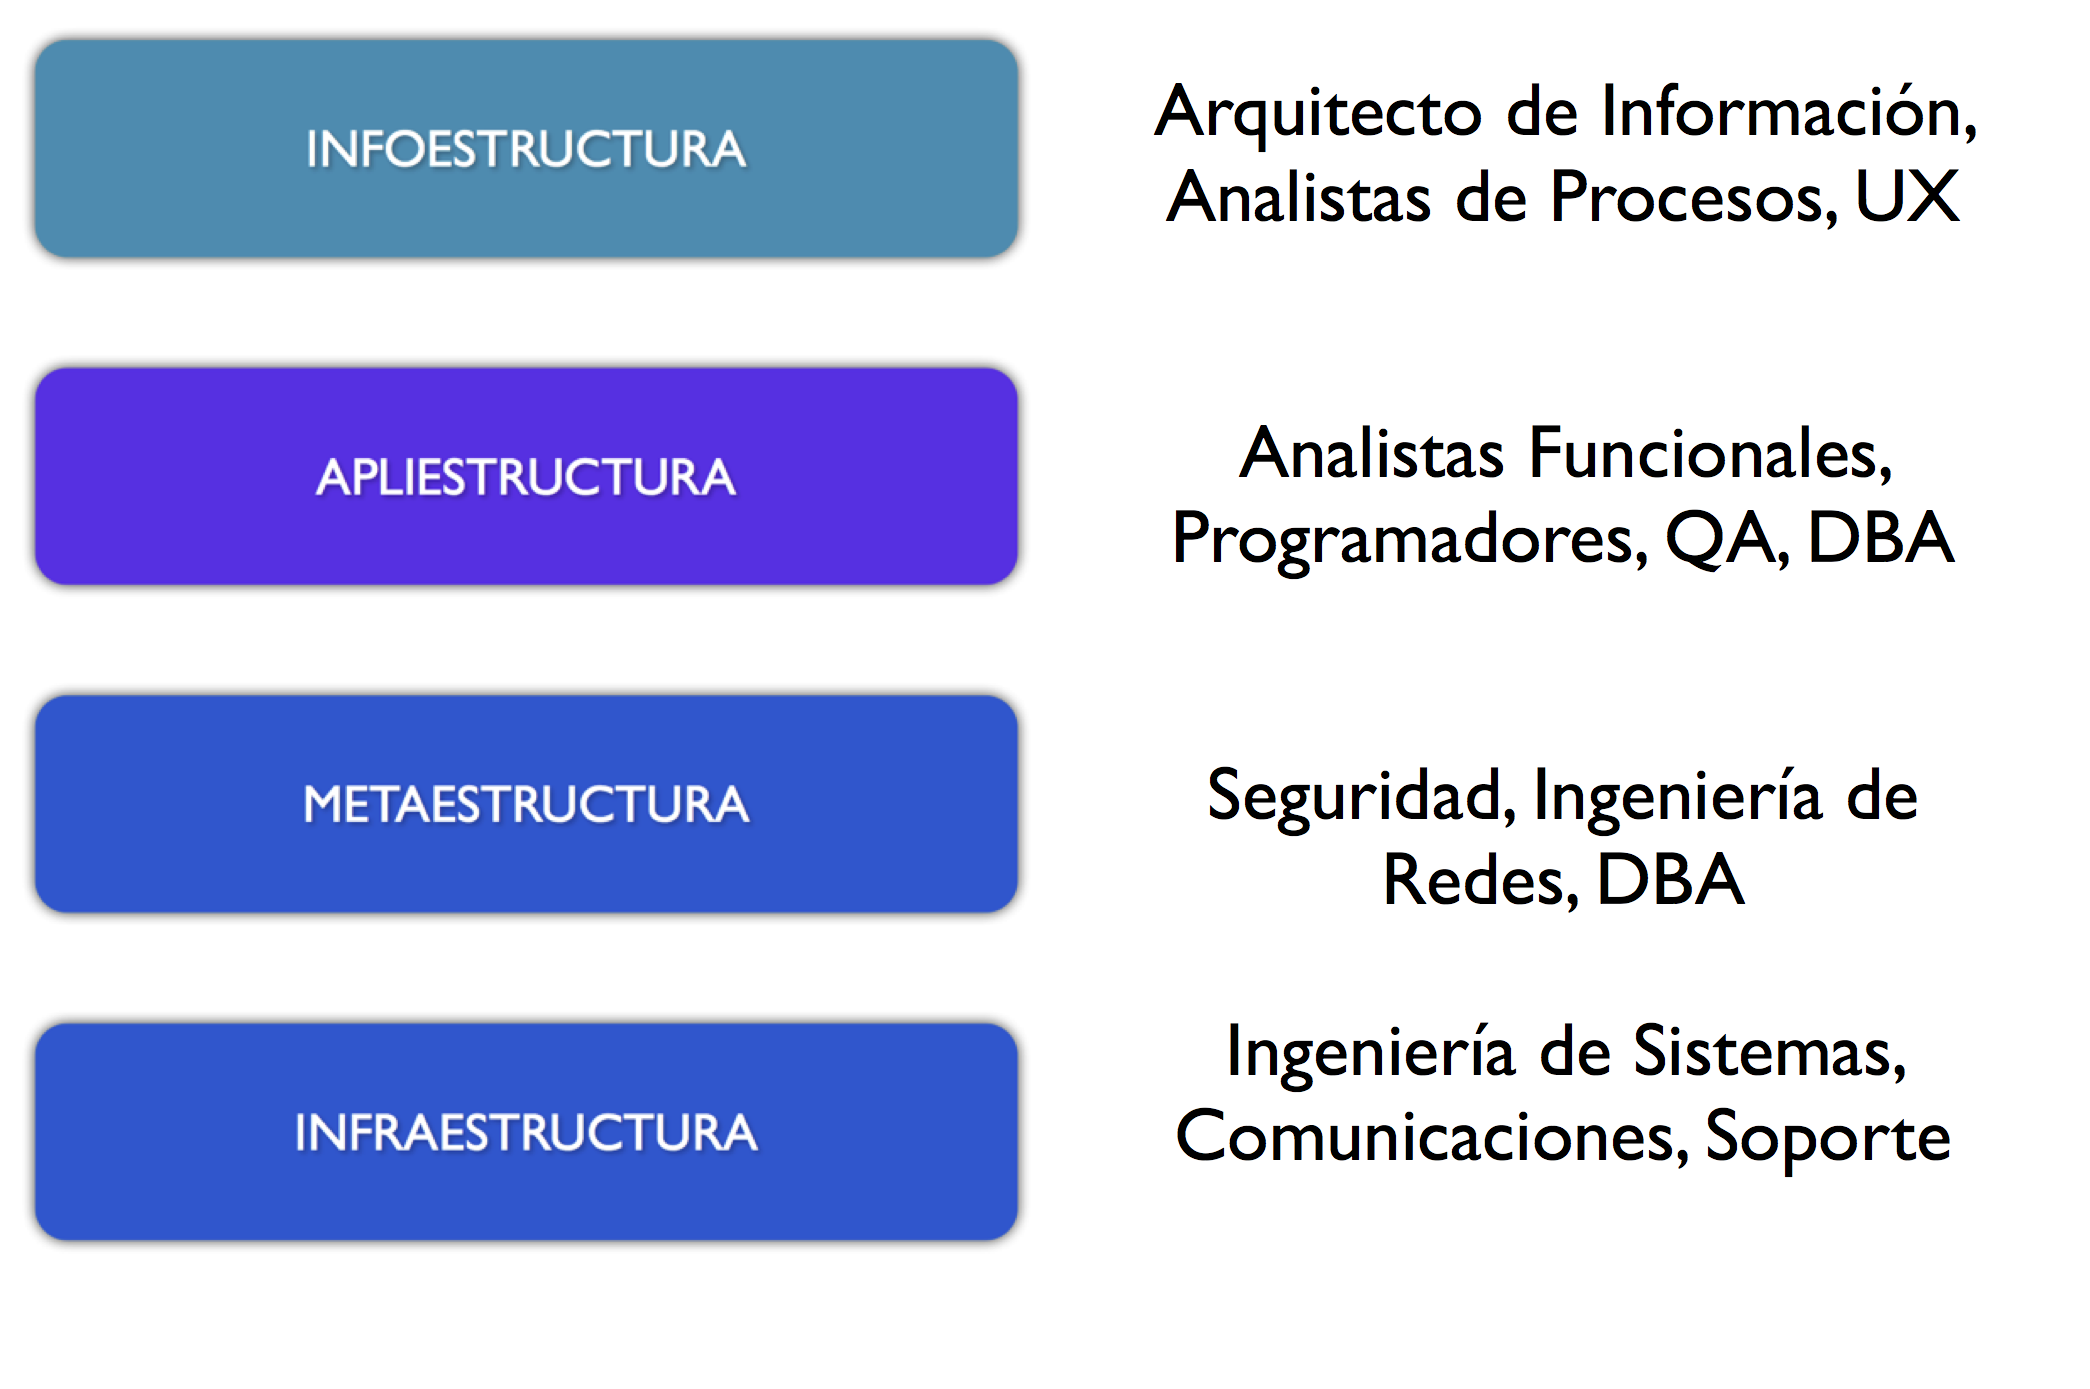 INFOESTRUCTURA
Arquitecto de Información,
Analistas de Procesos, UX
APLIESTRUCTURA
Analistas Funcionales,
Programadores, QA, DBA
METAESTRUCTURA
Seguridad, Ingeniería de
Redes, DBA
INFRAESTRUCTURA
Ingeniería de Sistemas,
Comunicaciones, Soporte